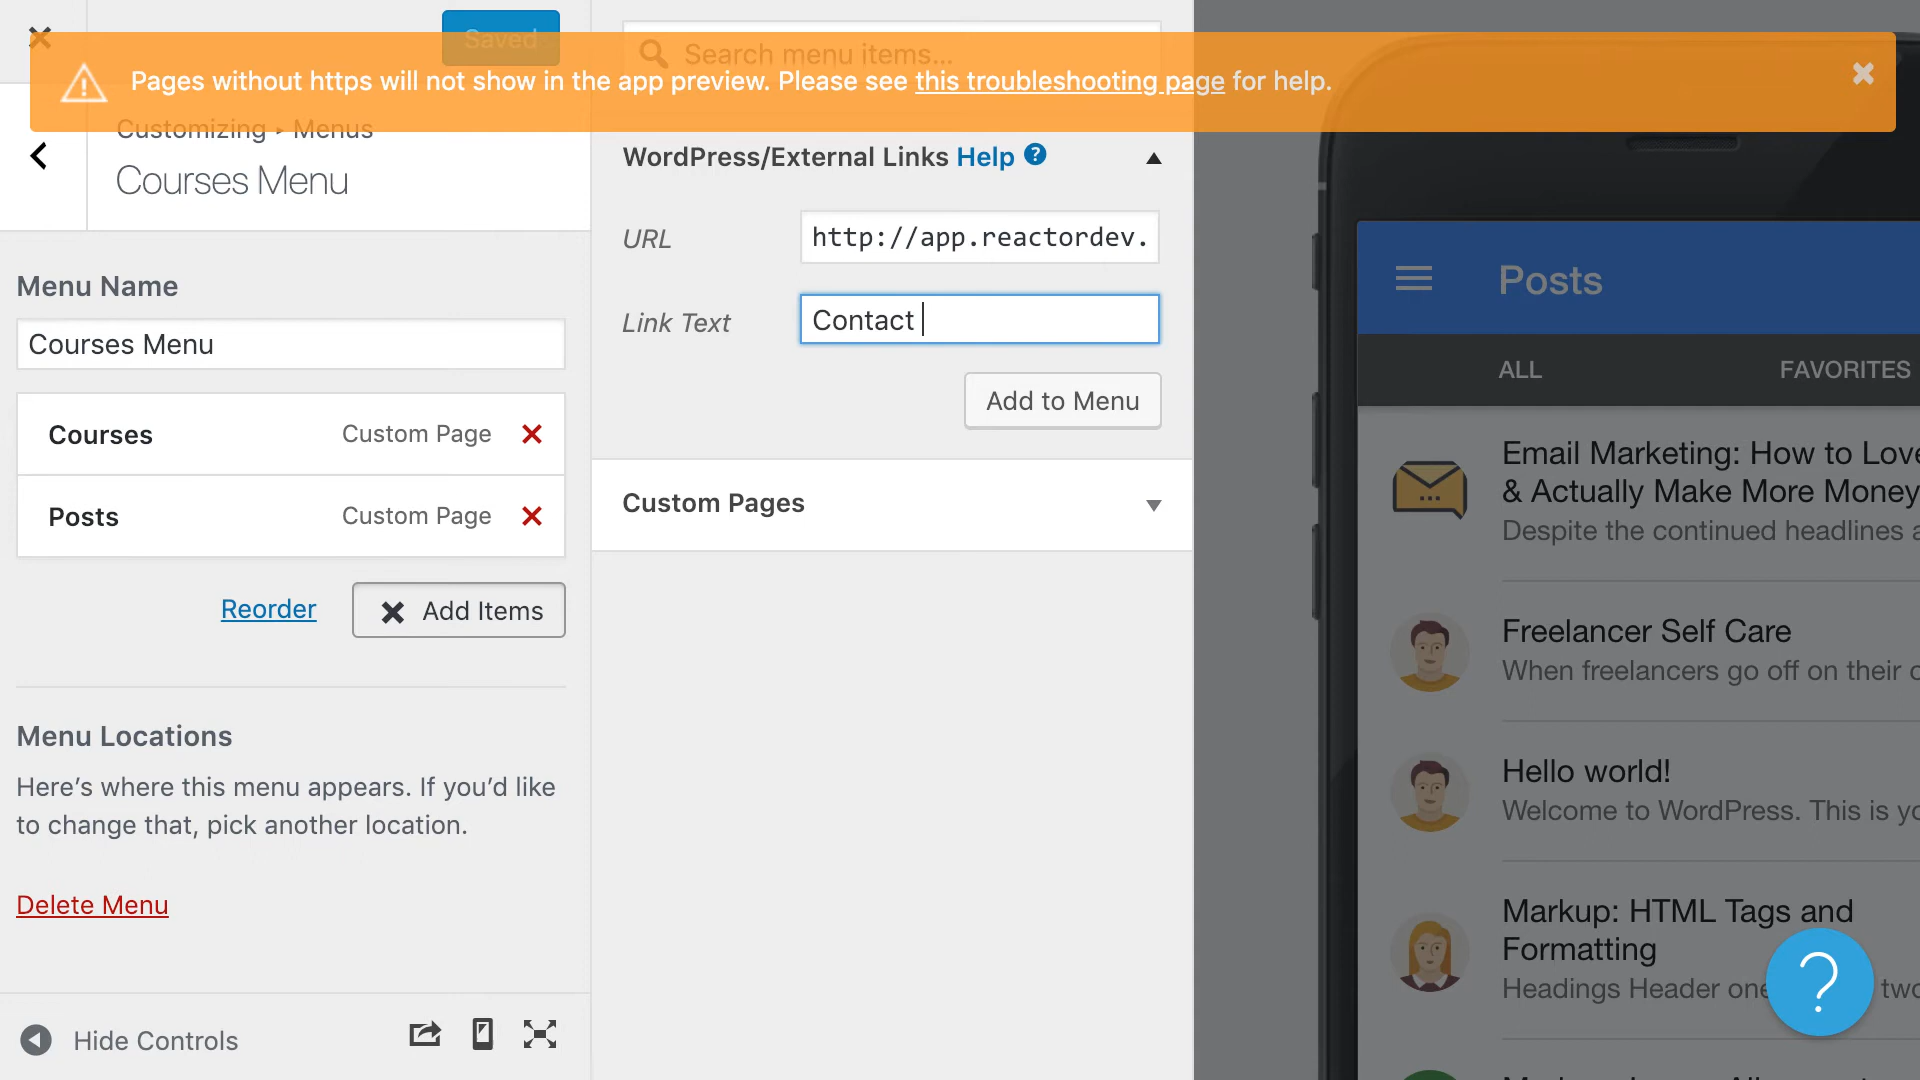 Saved
Search menu items...
Pages without https will not show in the app preview. Please see this troubleshooting page for help.
Customizing ▸ Menus
Courses Menu
Menu Name
Courses Menu
Courses Custom Page
Posts Custom Page
Reorder
Add Items
Menu Locations
Here's where this menu appears. If you'd like
to change that, pick another location.
Delete Menu
Hide Controls
WordPress/External Links Help ?
URL http://app.reactordev.
Link Text Contact
Add to Menu
Custom Pages
Posts
ALL FAVORITES
Email Marketing: How to Love
& Actually Make More Money
Despite the continued headlines a
Freelancer Self Care
When freelancers go off on their o
Hello world!
Welcome to WordPress. This is yo
Markup: HTML Tags and
Formatting
Headings Header one two
?